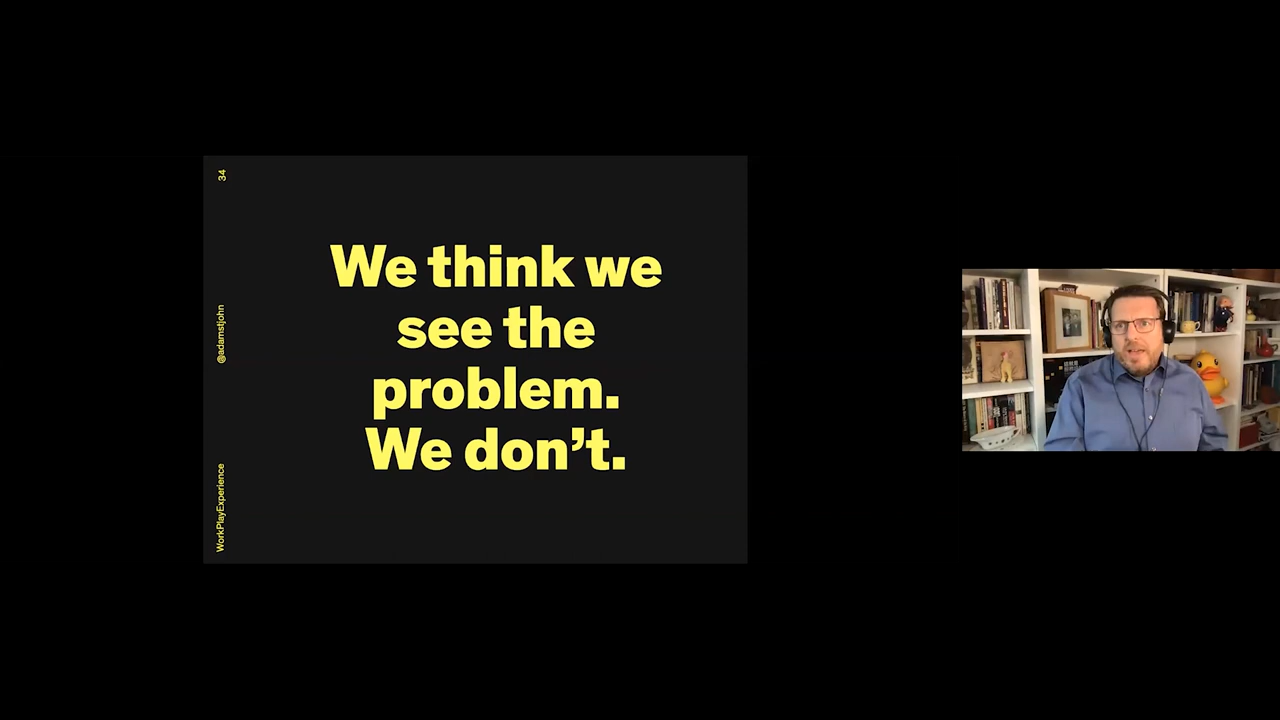 34
@adamstjohn
WorkPlayExperience
We think we
see the
problem.
We don’t.